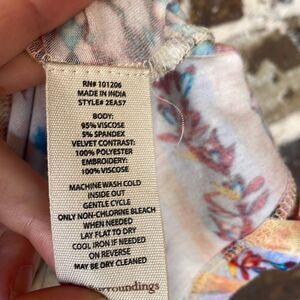 RN# 101206
MADE IN INDIA
STYLE# 2EA57
BODY:
95% VISCOSE
5% SPANDEX
VELVET CONTRAST:
100% POLYESTER
EMBROIDERY:
100% VISCOSE
MACHINE WASH COLD
INSIDE OUT
GENTLE CYCLE
ONLY NON-CHLORINE BLEACH
WHEN NEEDED
LAY FLAT TO DRY
COOL IRON IF NEEDED
ON REVERSE
MAY BE DRY CLEANED